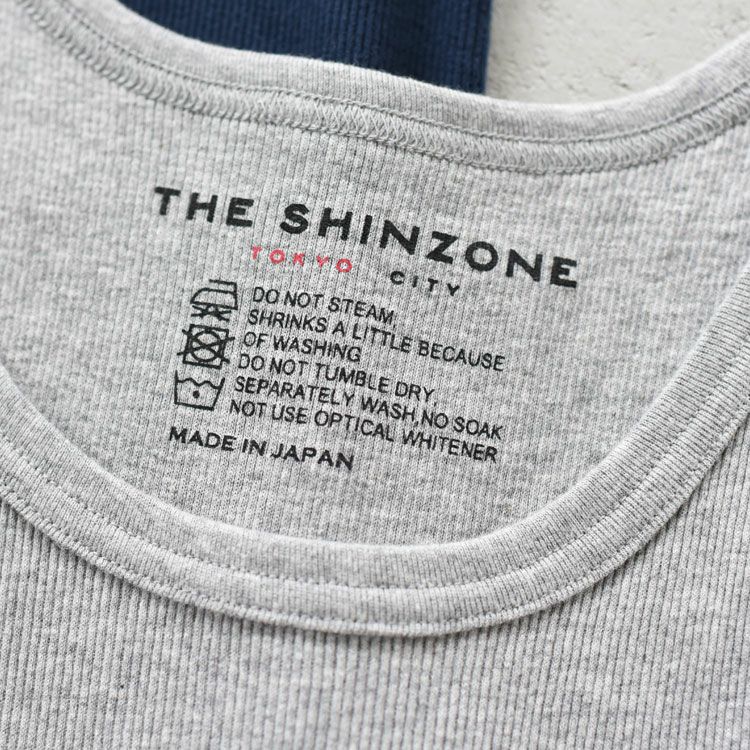 THE SHINZONE
TOKYO CITY
DO NOT STEAM,
SHRINKS A LITTLE BECAUSE
OF WASHING
DO NOT TUMBLE DRY,
SEPARATELY WASH,NO SOAK
NOT USE OPTICAL WHITENER
MADE IN JAPAN